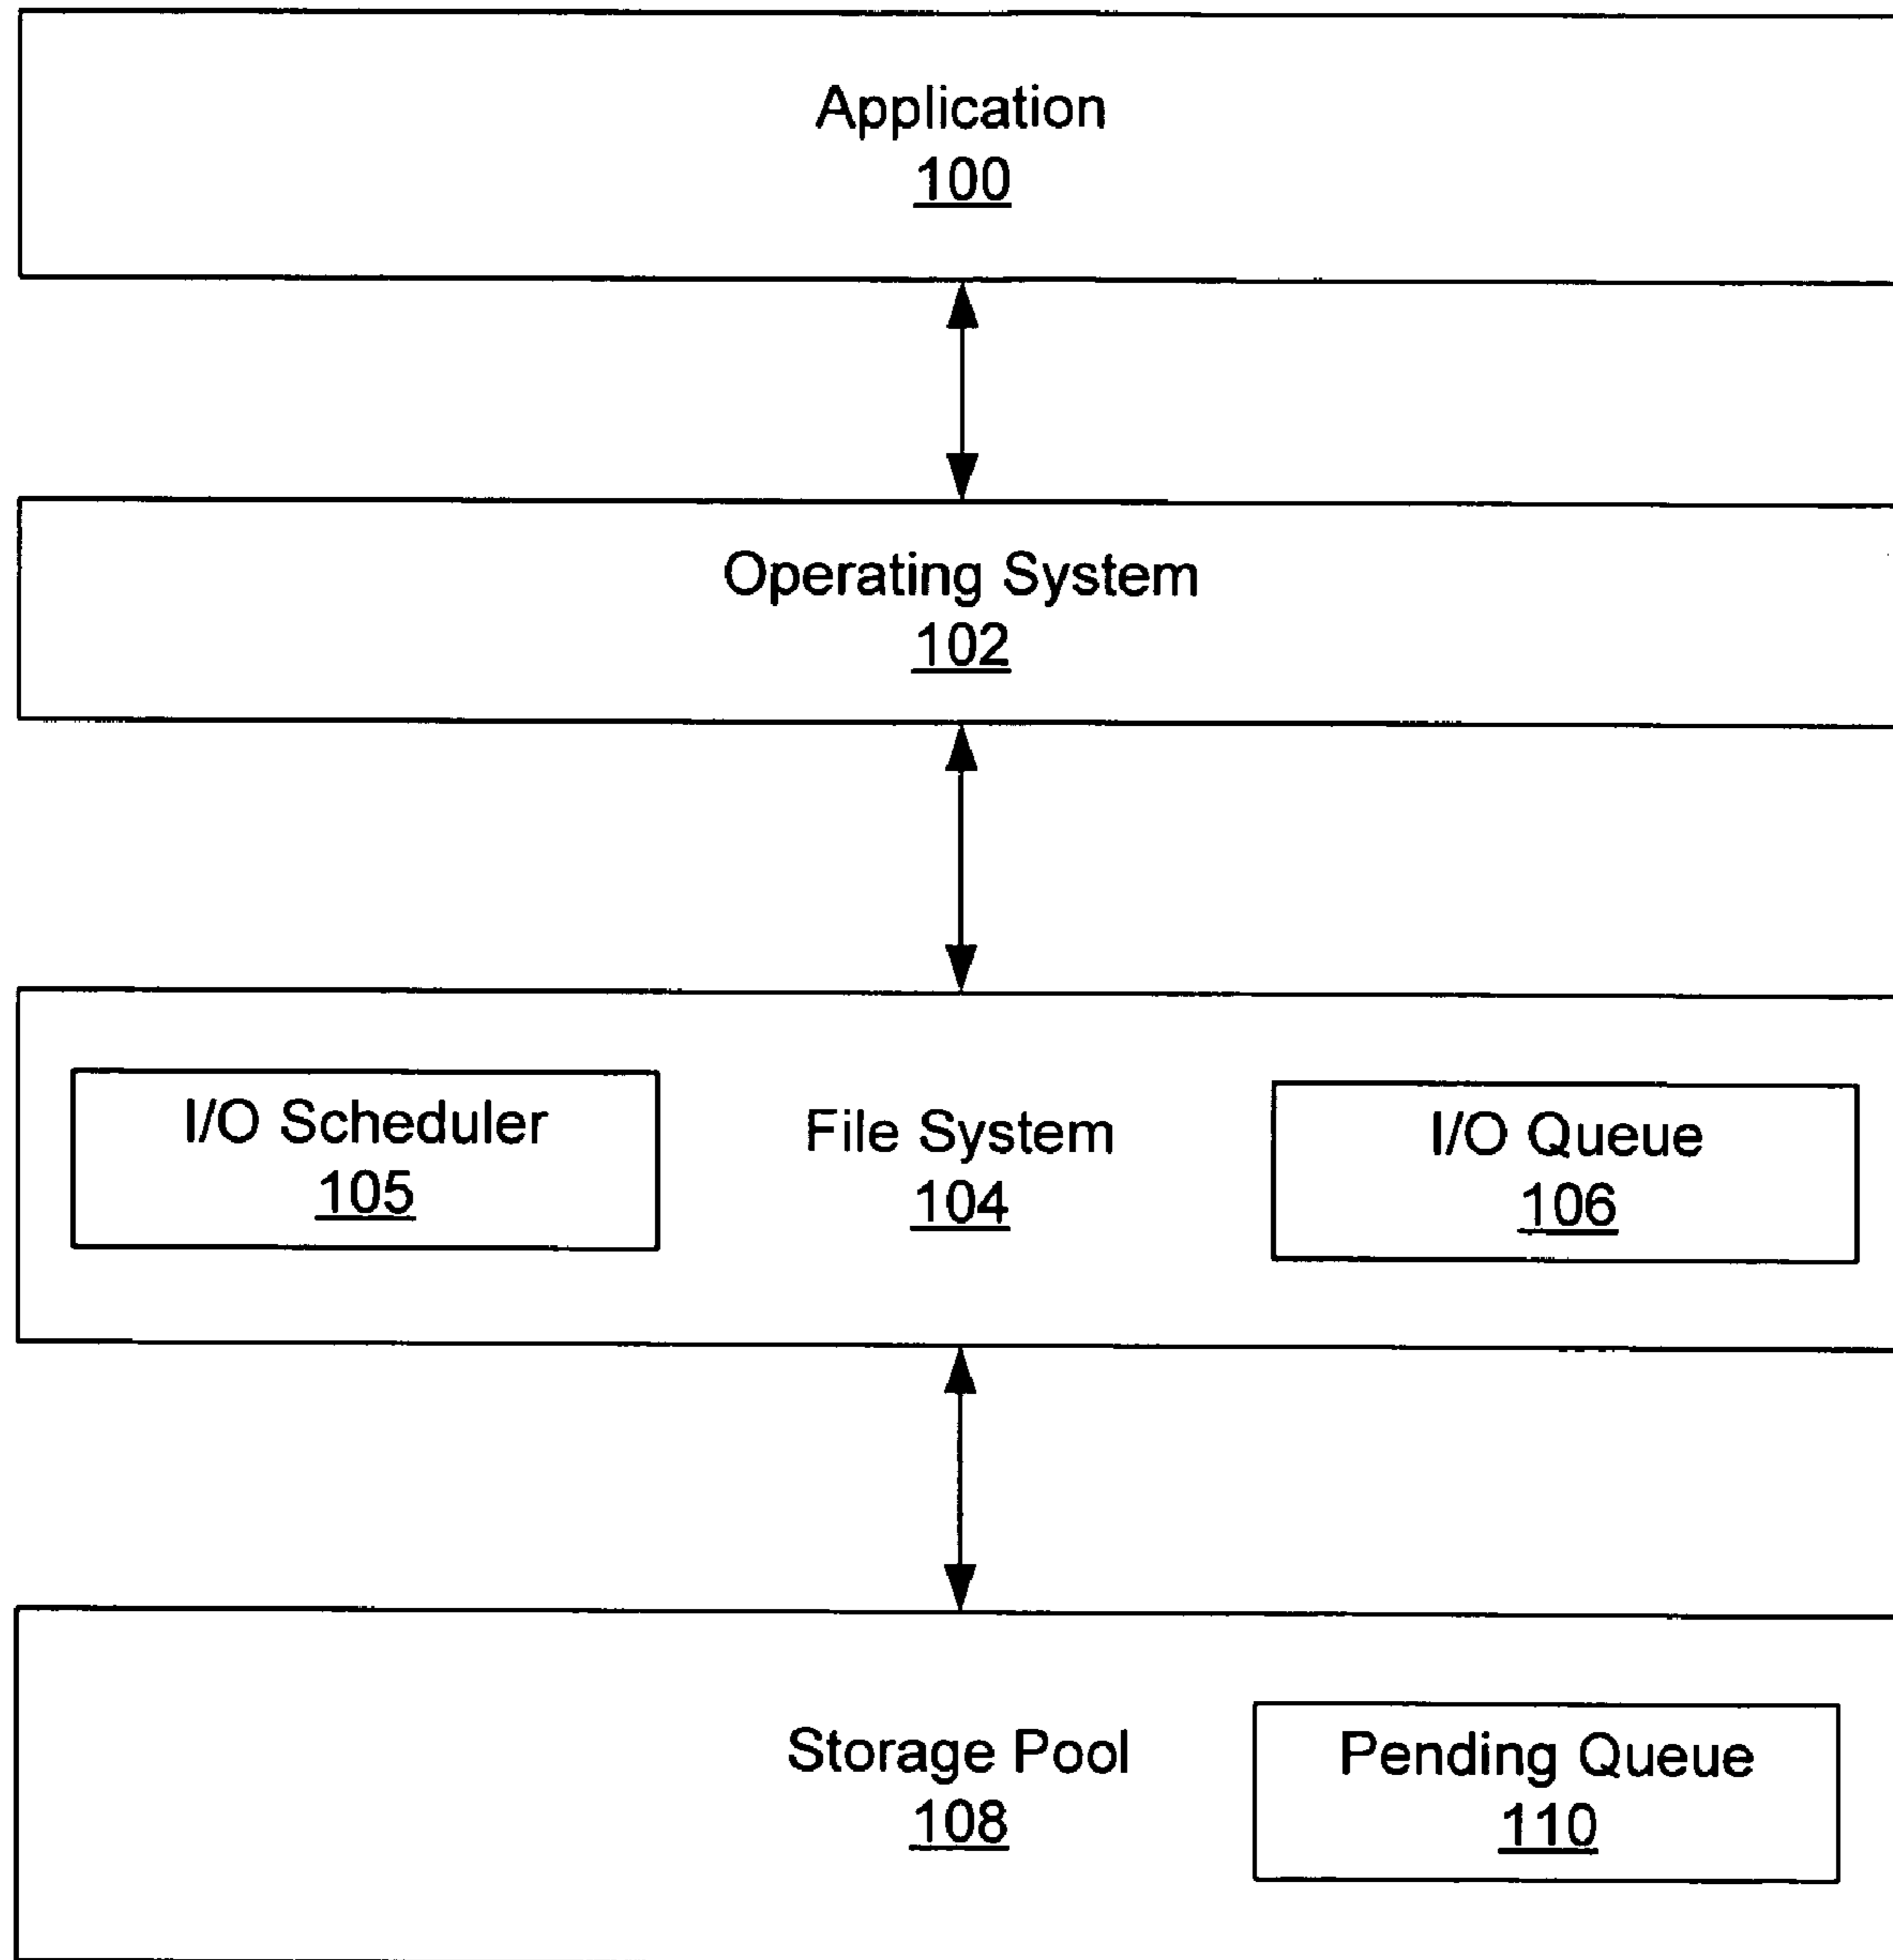 Application
100
Operating System
102
I/O Scheduler
105
File System
104
I/O Queue
106
Storage Pool
108
Pending Queue
110